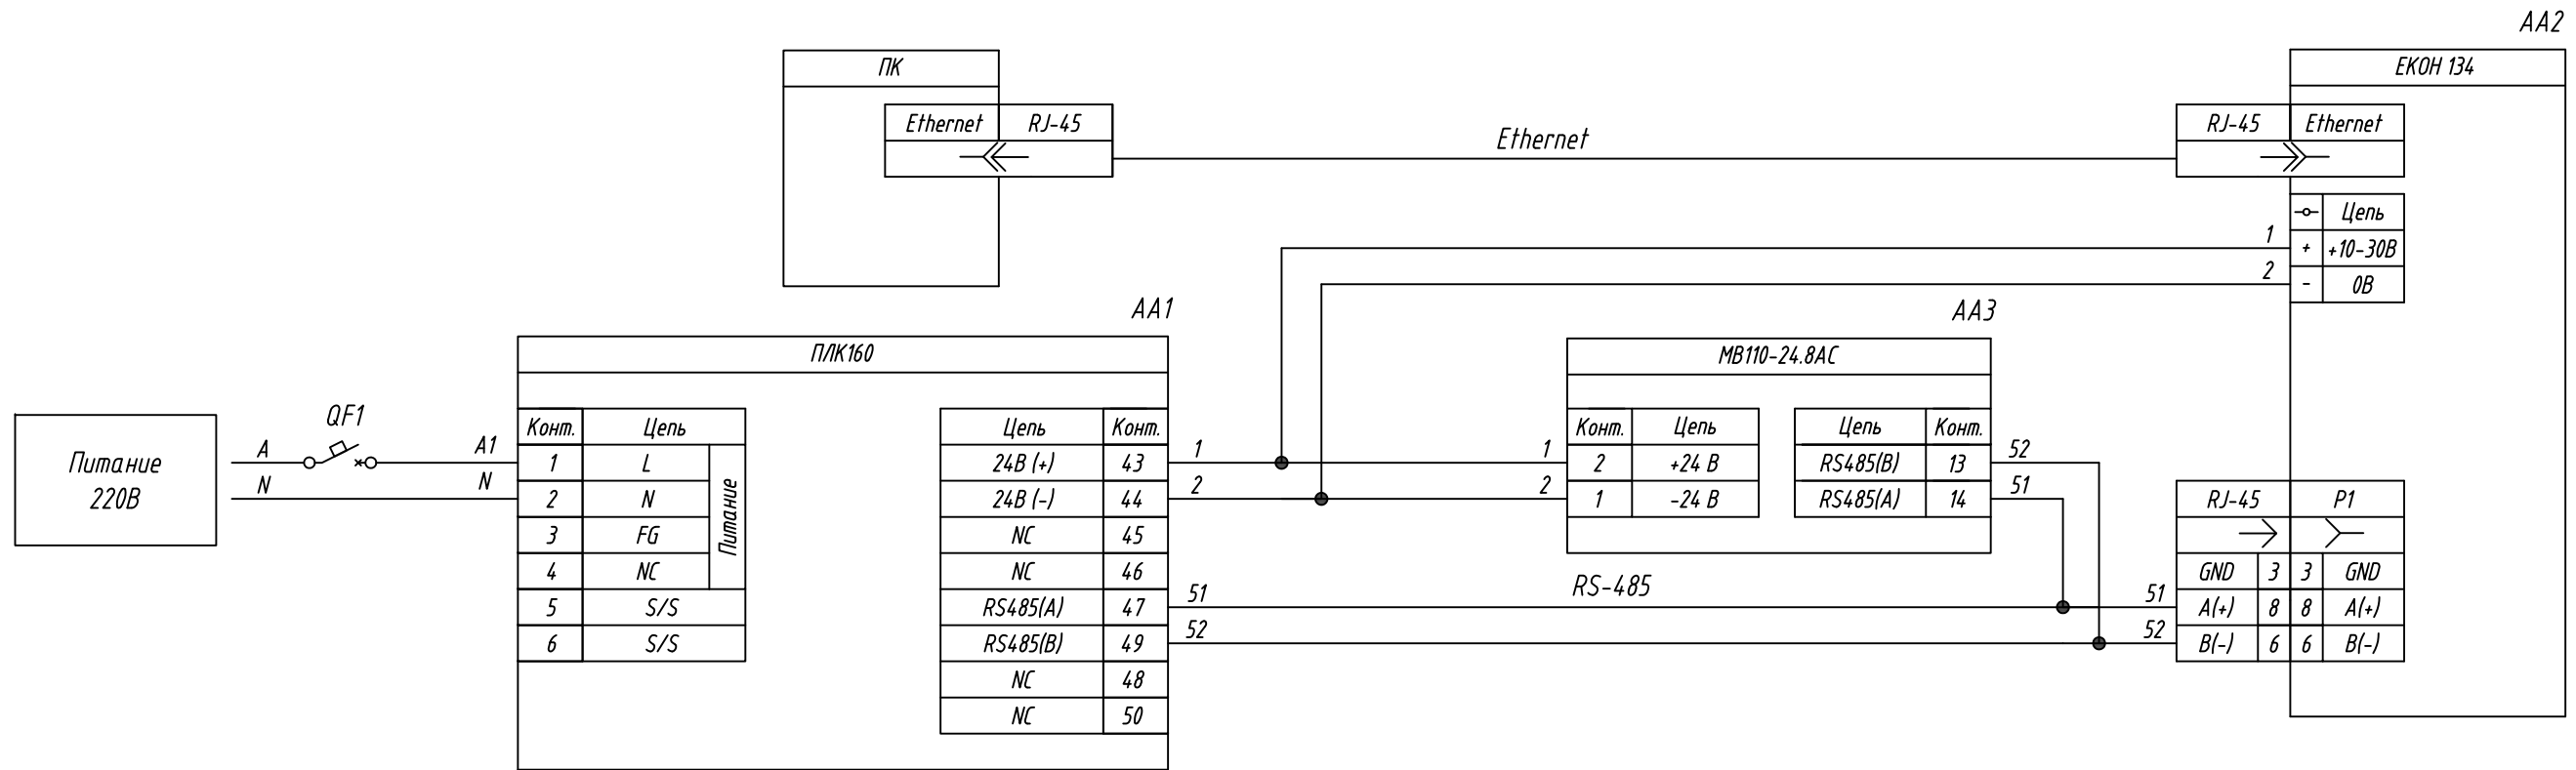 AA2
ПК
ЕКОН 134
Ethernet RJ-45
Ethernet
RJ-45 Ethernet
Цепь
1 + +10-30В
2 - 0В
AA1
AA3
ПЛК160
МВ110-24.8АС
Питание
220В
QF1
A A1
N N
Конт. Цепь
1 L
2 N
3 FG
4 NC
Питание
5 S/S
6 S/S
Цепь Конт.
24В (+) 43 1
24В (-) 44 2
NC 45
NC 46
RS485(A) 47 51
RS485(B) 49 52
NC 48
NC 50
Конт. Цепь
1 2 +24 В
2 1 -24 В
Цепь Конт.
RS485(B) 13 52
RS485(A) 14 51
RS-485
RJ-45 P1
GND 3 3 GND
51 A(+) 8 8 A(+)
52 B(-) 6 6 B(-)